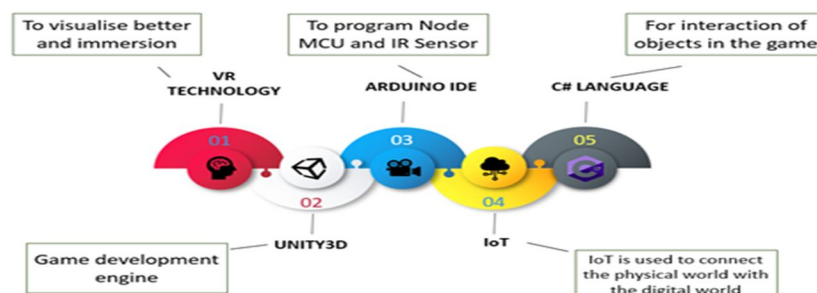 To visualise better
and immersion
To program Node
MCU and IR Sensor
For interaction of
objects in the game
VR
TECHNOLOGY
ARDUINO IDE
C# LANGUAGE
01
03
05
02
04
UNITY3D
IoT
Game development
engine
IoT is used to connect
the physical world with
the digital world